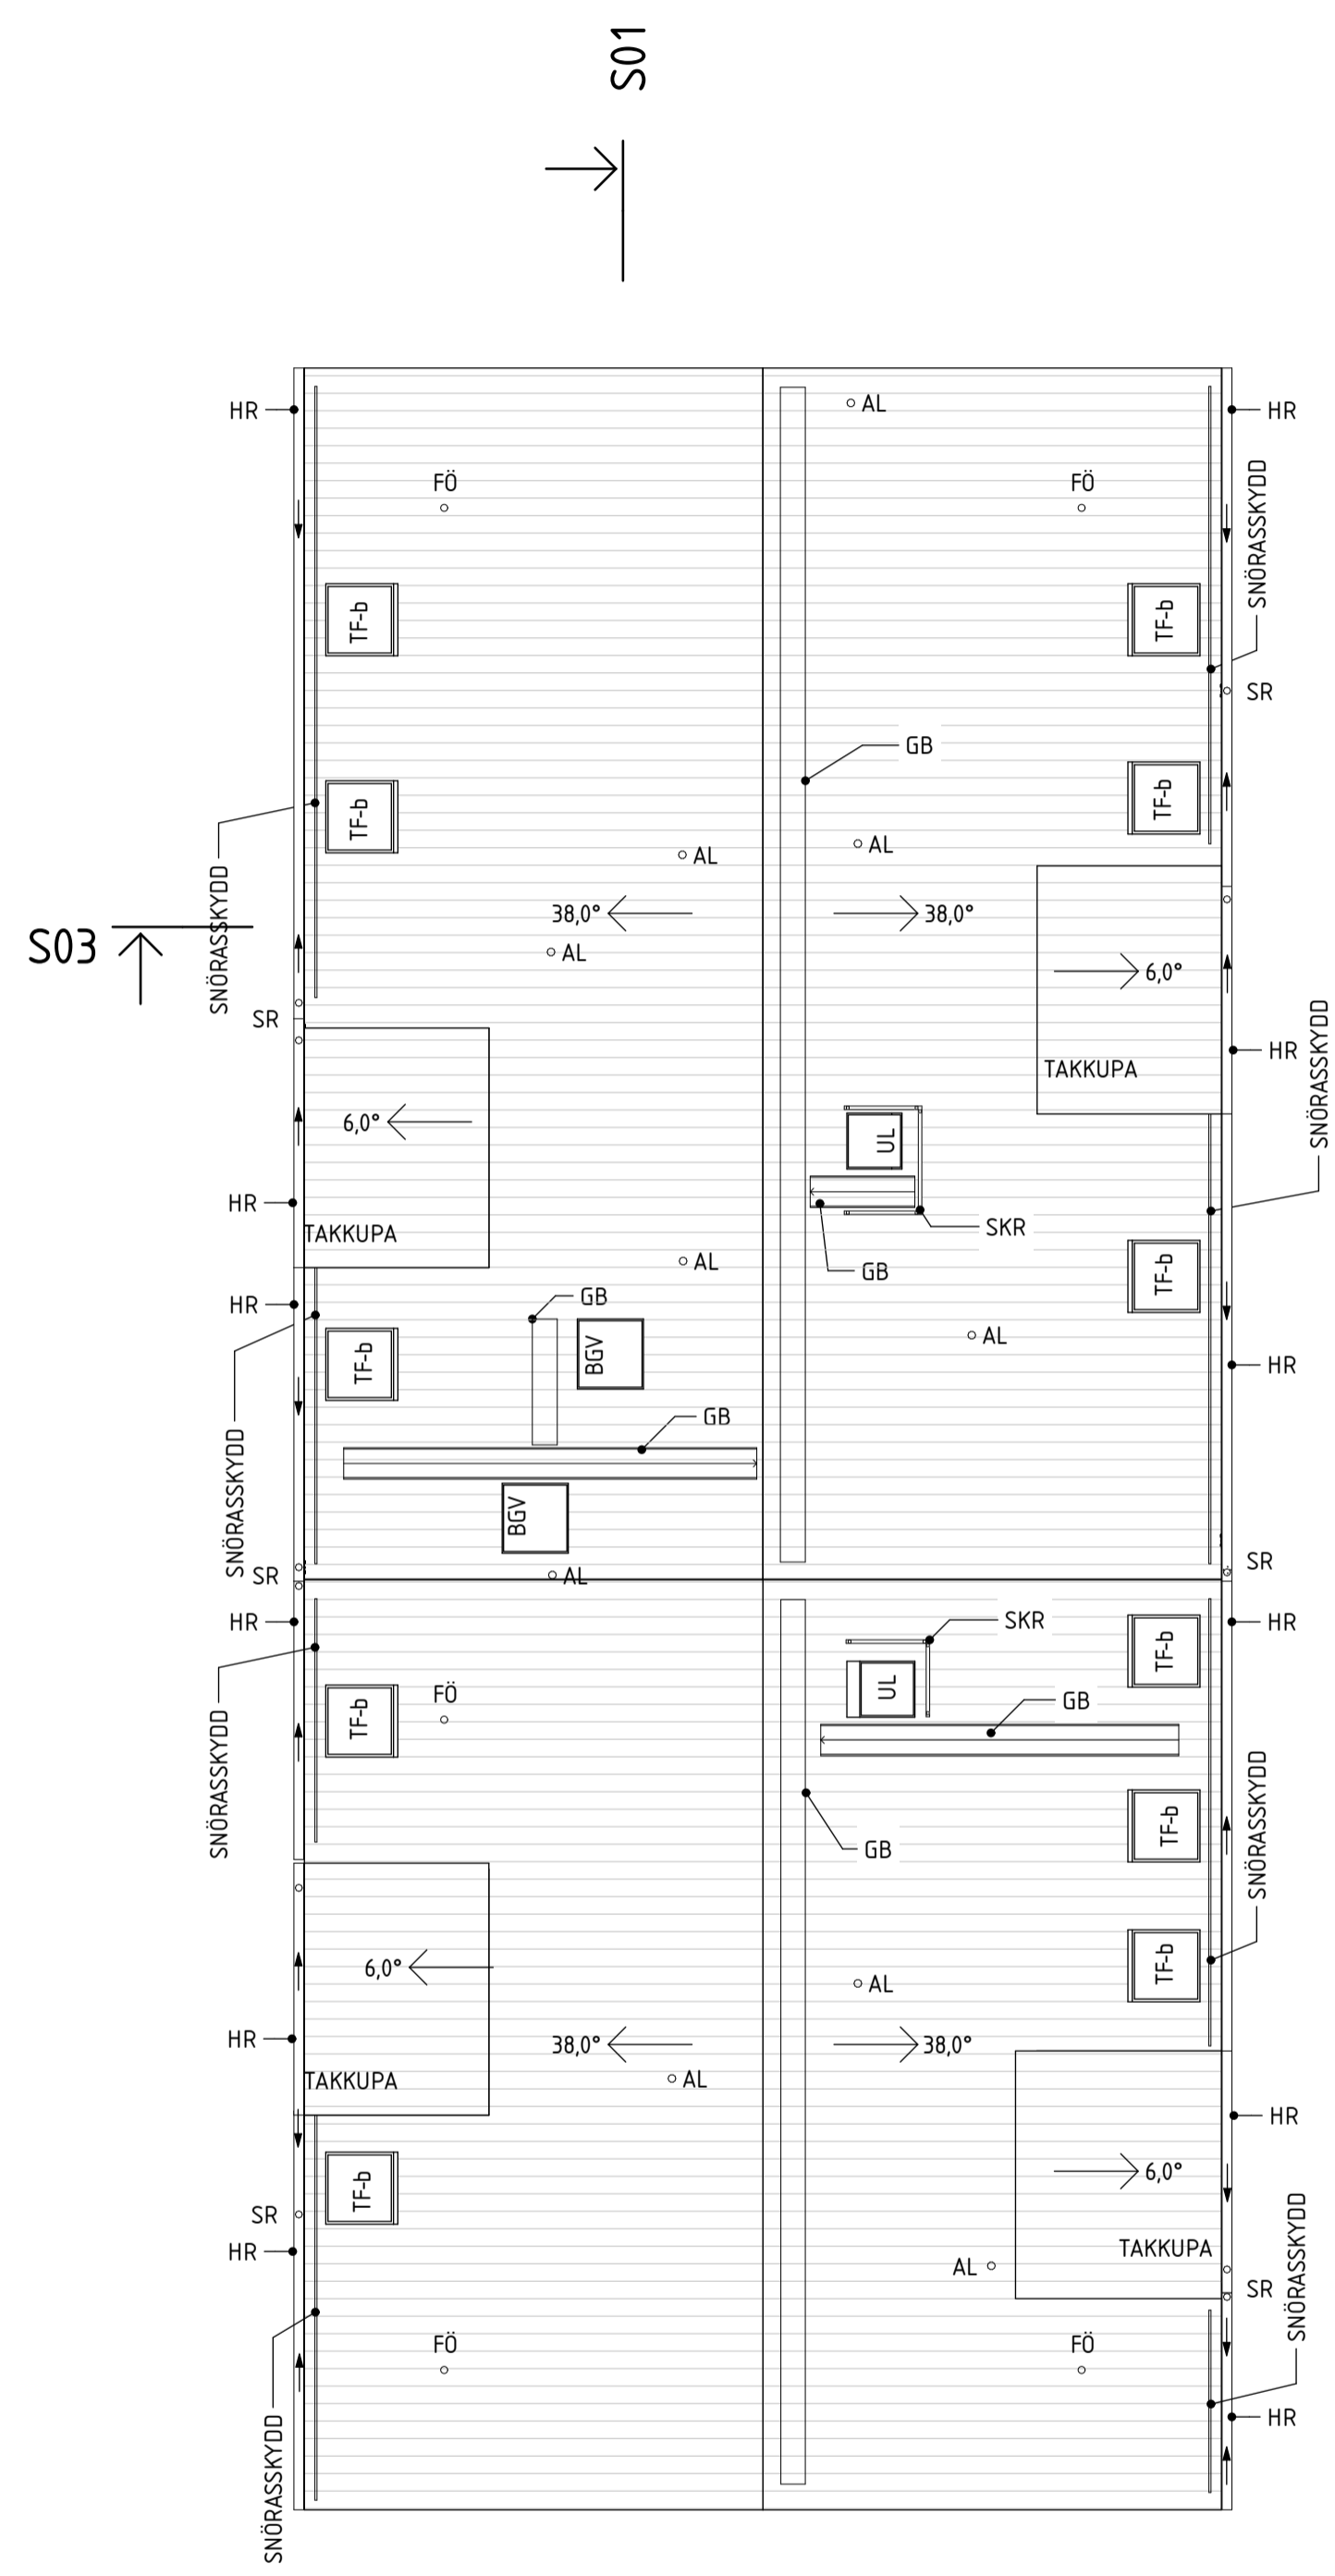 S01
HR
AL
HR
FÖ
FÖ
SNÖRASSKYDD
TF-b
TF-b
SR
GB
TF-b
TF-b
AL
AL
SNÖRASSKYDD
38,0°
38,0°
S03
AL
6,0°
SR
HR
SNÖRASSKYDD
TAKKUPA
6,0°
UL
HR
SKR
TAKKUPA
AL
GB
TF-b
GB
HR
AL
BGV
TF-b
HR
GB
SNÖRASSKYDD
BGV
SR
AL
SR
HR
SKR
HR
TF-b
UL
FÖ
GB
TF-b
SNÖRASSKYDD
TF-b
SNÖRASSKYDD
GB
TF-b
6,0°
AL
HR
38,0°
38,0°
TAKKUPA
AL
HR
6,0°
TF-b
SR
TAKKUPA
HR
AL
SR
SNÖRASSKYDD
FÖ
FÖ
HR
SNÖRASSKYDD